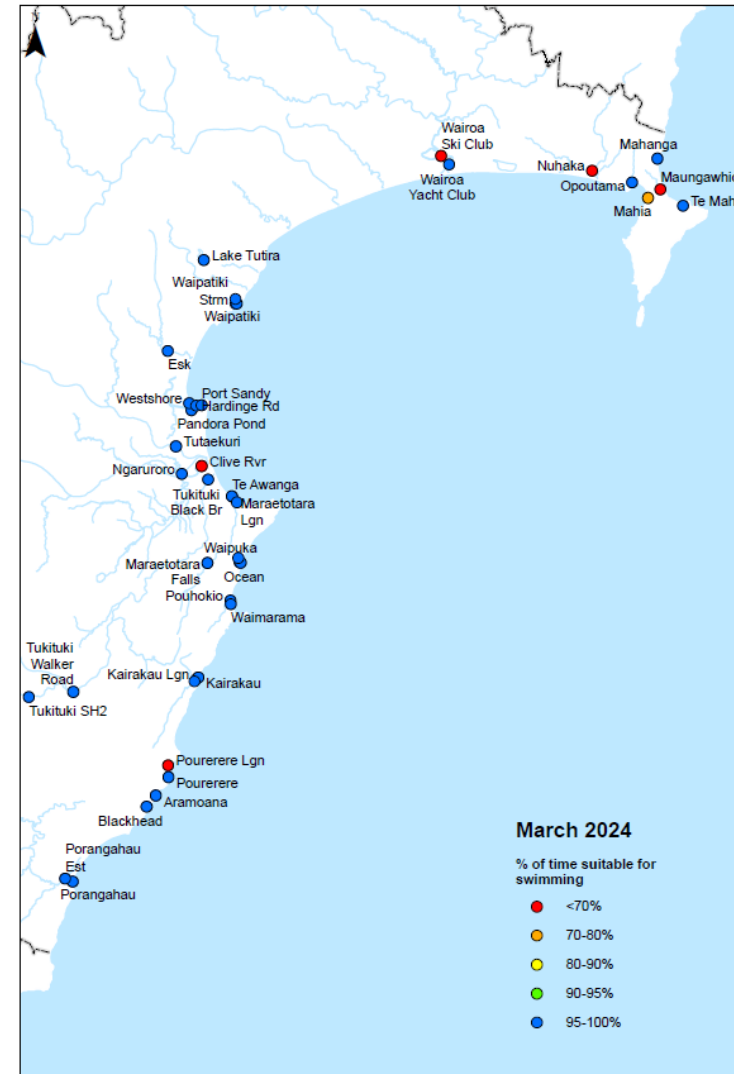 Wairoa
Ski Club
Wairoa
Yacht Club
Nuhaka
Mahanga
Opoutama
Maungawhio
Mahia
Te Mah
Lake Tutira
Waipatiki
Strm
Waipatiki
Esk
Westshore
Port Sandy
Hardinge Rd
Pandora Pond
Tutaekuri
Clive Rvr
Ngaruroro
Tukituki
Black Br
Te Awanga
Maraetotara
Lgn
Waipuka
Maraetotara
Falls
Ocean
Pouhokio
Waimarama
Tukituki
Walker
Road
Tukituki SH2
Kairakau Lgn
Kairakau
Pourerere Lgn
Pourerere
Aramoana
Blackhead
Porangahau
Est
Porangahau
March 2024
% of time suitable for
swimming
<70%
70-80%
80-90%
90-95%
95-100%